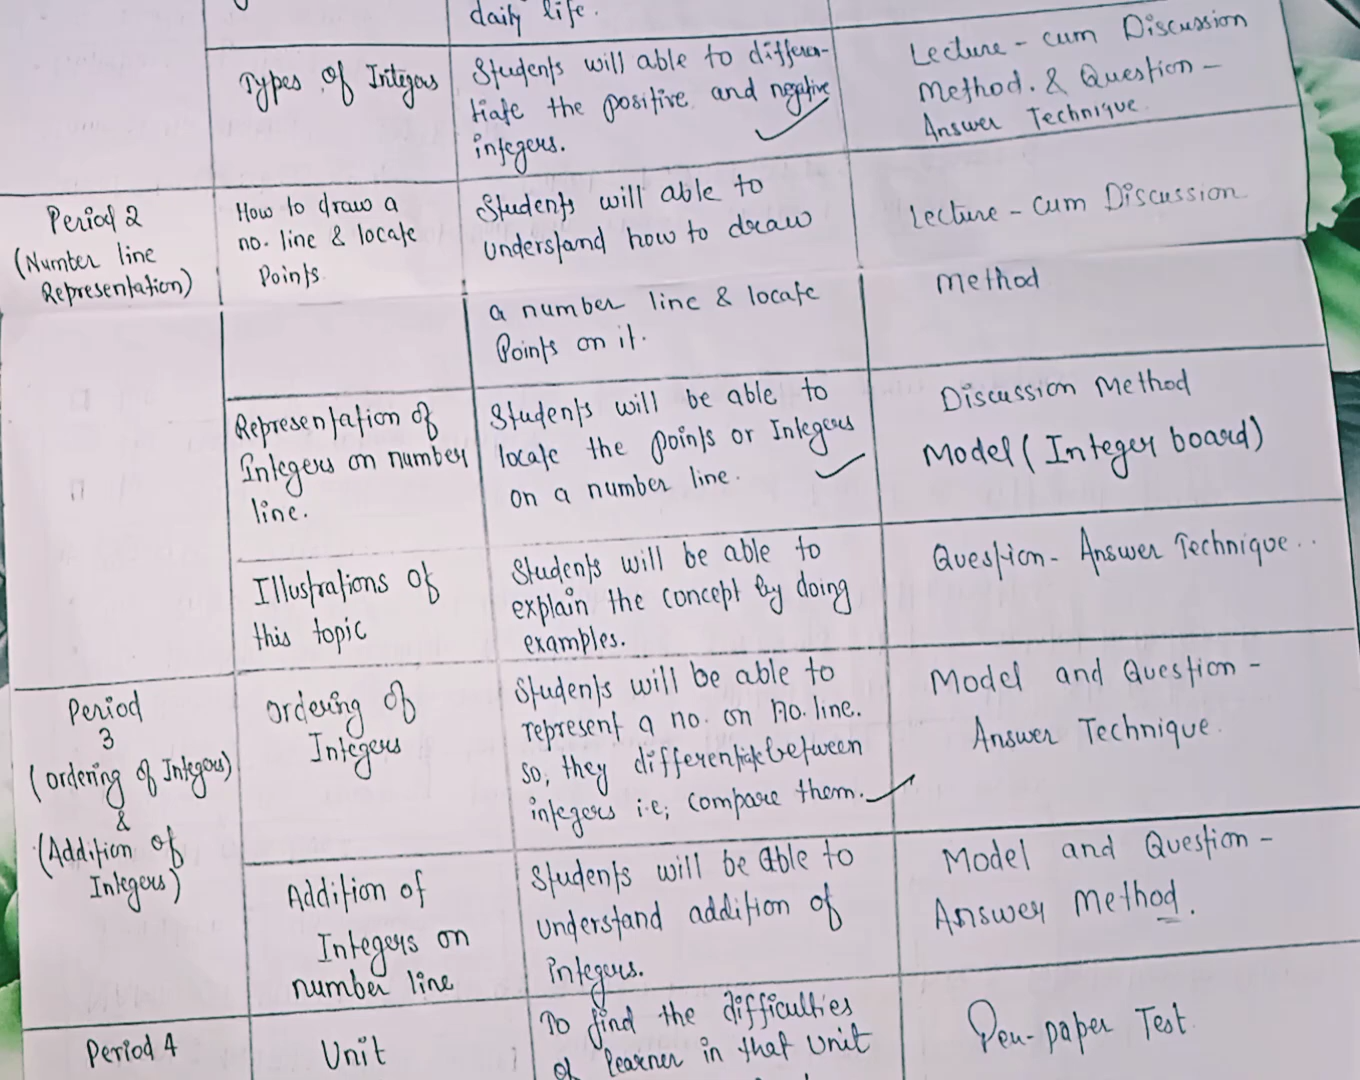 daily life.
Types of Integers
Students will able to differen-
tiate the positive and negative
integers.
Lecture - cum Discussion
Method. & Question -
Answer Technique.
Period 2
(Number line
Representation)
How to draw a
no. line & locate
Points.
Students will able to
understand how to draw
a number line & locate
Points on it.
Lecture - cum Discussion
method
Representation of
Integers on number
line.
Students will be able to
locate the points or Integers
on a number line.
Discussion Method
Model ( Integer board)
Illustrations of
this topic
Students will be able to
explain the concept by doing
examples.
Question- Answer Technique..
Period
3
( ordering of Integers)
&
(Addition of
Integers)
Ordering of
Integers
Students will be able to
represent a no. on no. line.
so, they differentiate between
integers i.e; compare them.
Model and Question -
Answer Technique.
Addition of
Integers on
number line
Students will be able to
understand addition of
integers.
Model and Question -
Answer Method.
Period 4
Unit
To find the difficulties
of learner in that unit
Pen-paper Test